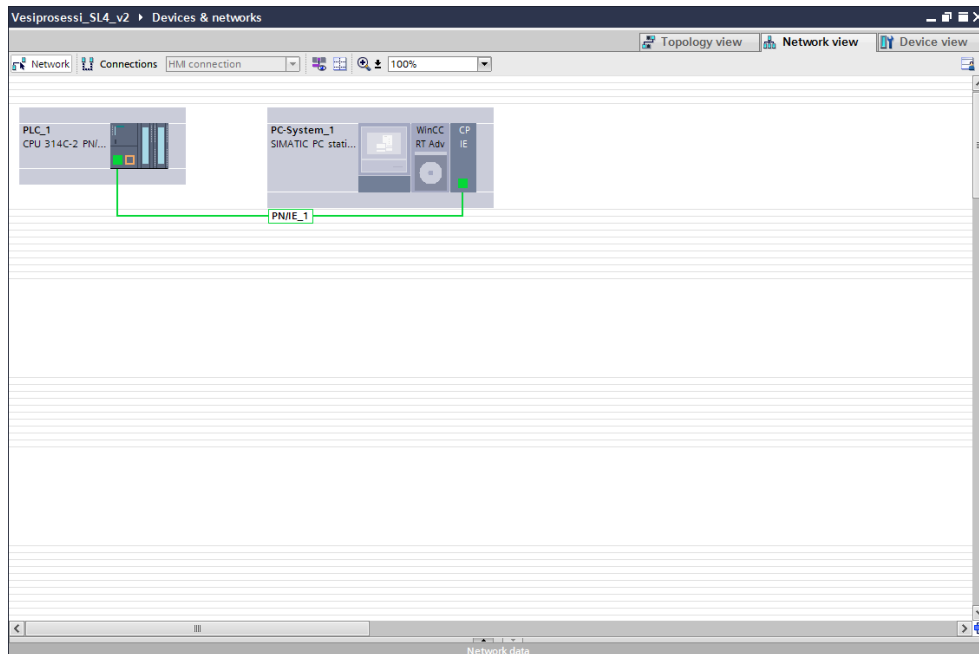 Vesiprosessi_SL4_v2 ▸ Devices & networks
Topology view Network view Device view
Network Connections HMI connection 100%
PLC_1
CPU 314C-2 PN/...
PC-System_1
SIMATIC PC stati...
WinCC
RT Adv
CP
IE
PN/IE_1
Network data